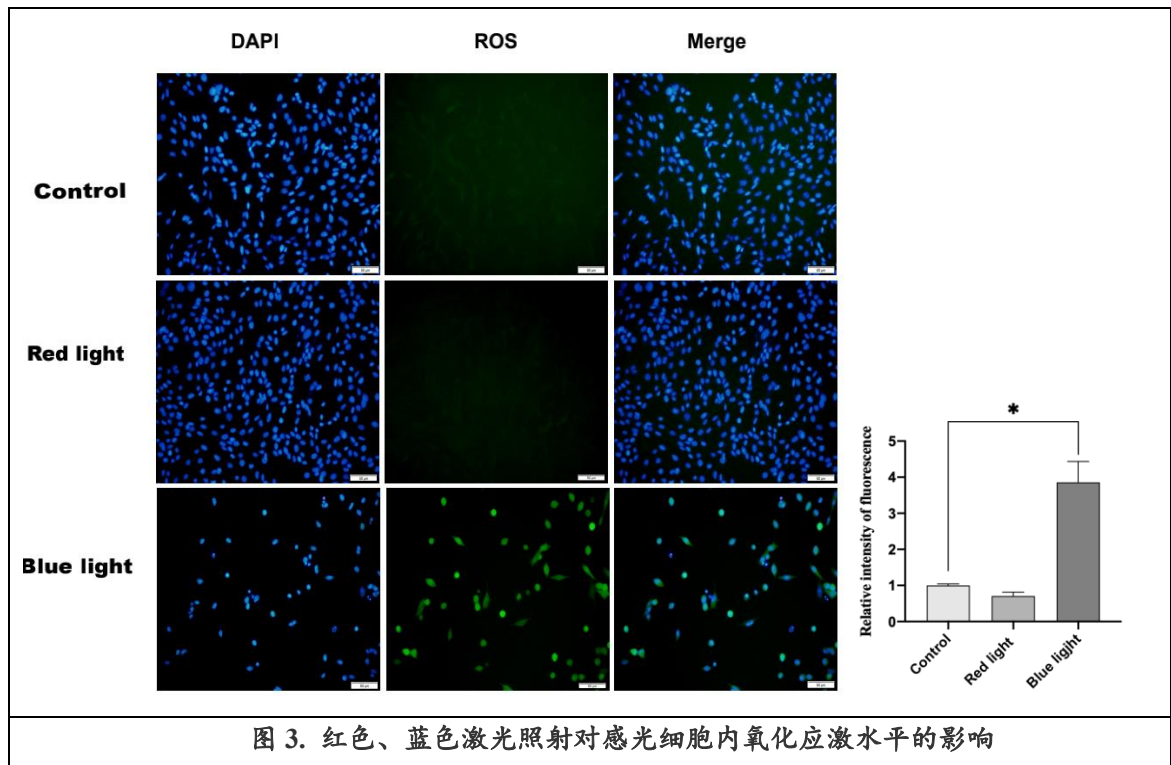 DAPI ROS Merge
Control
Red light
Blue light
*
5
4
3
2
1
0
Relative intensity of fluorescence
Control
Red light
Blue ligjht
图 3. 红色、蓝色激光照射对感光细胞内氧化应激水平的影响